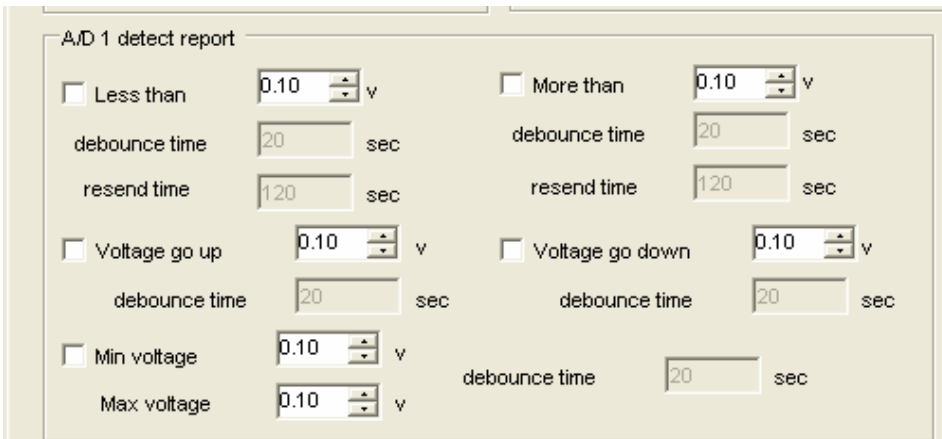 A/D 1 detect report
Less than 0.10 v More than 0.10 v
debounce time 20 sec debounce time 20 sec
resend time 120 sec resend time 120 sec
Voltage go up 0.10 v Voltage go down 0.10 v
debounce time 20 sec debounce time 20 sec
Min voltage 0.10 v
debounce time 20 sec
Max voltage 0.10 v